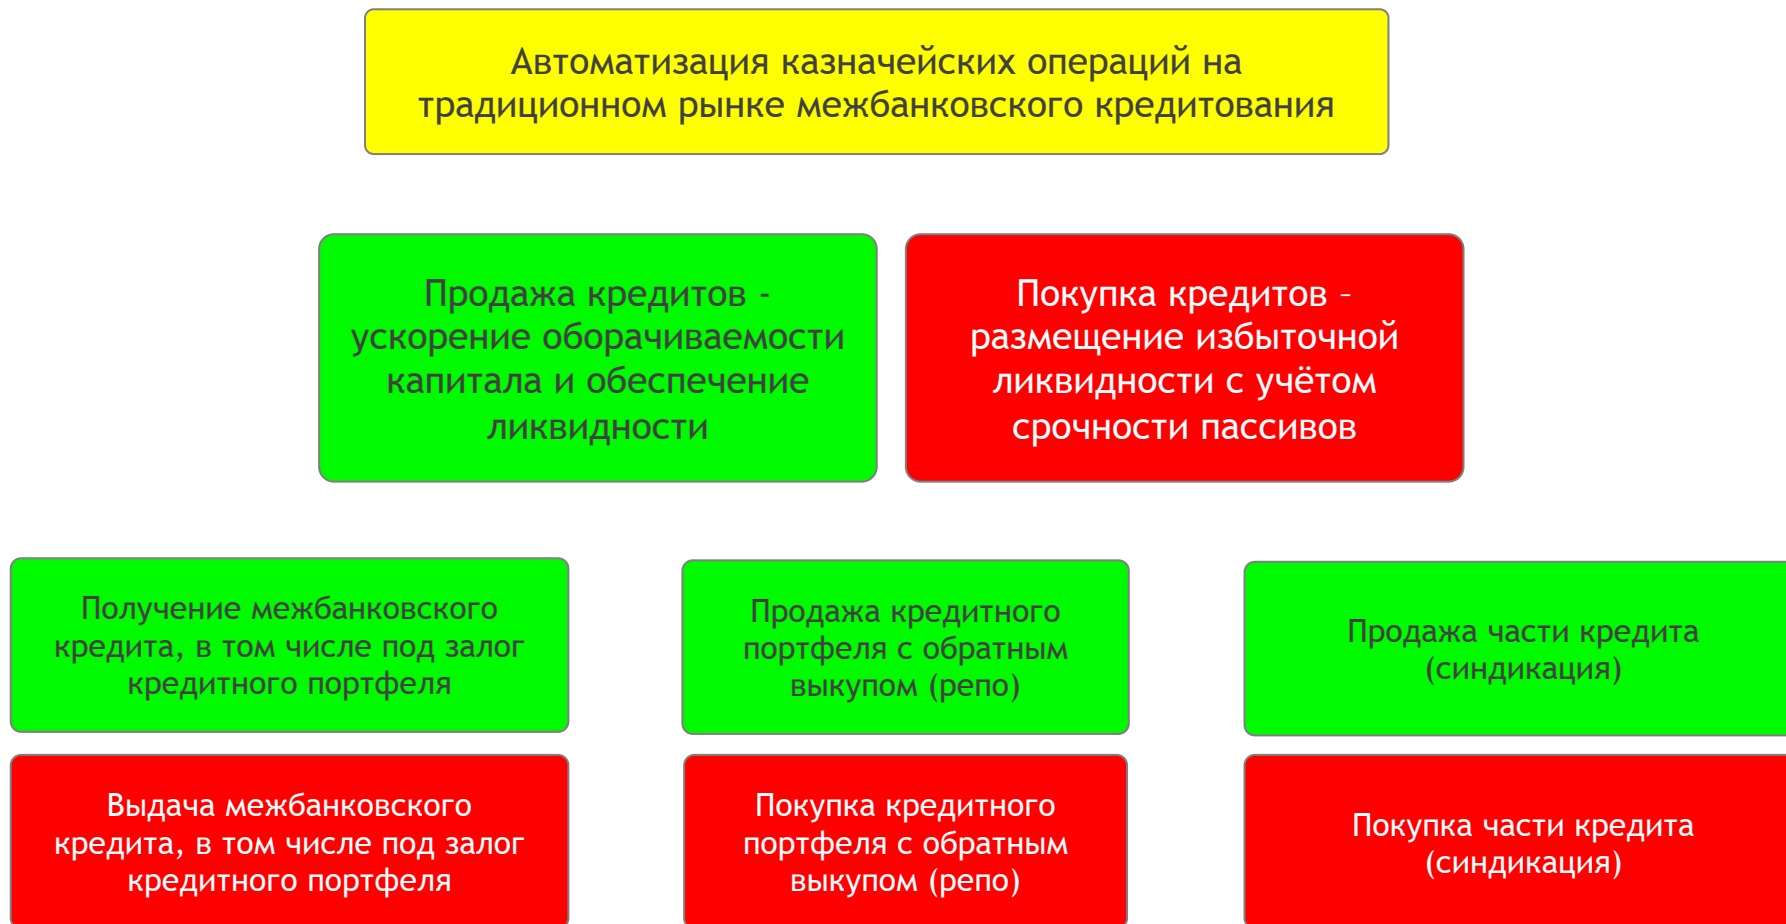 Автоматизация казначейских операций на
традиционном рынке межбанковского кредитования
Продажа кредитов -
ускорение оборачиваемости
капитала и обеспечение
ликвидности
Покупка кредитов –
размещение избыточной
ликвидности с учётом
срочности пассивов
Получение межбанковского
кредита, в том числе под залог
кредитного портфеля
Продажа кредитного
портфеля с обратным
выкупом (репо)
Продажа части кредита
(синдикация)
Выдача межбанковского
кредита, в том числе под залог
кредитного портфеля
Покупка кредитного
портфеля с обратным
выкупом (репо)
Покупка части кредита
(синдикация)